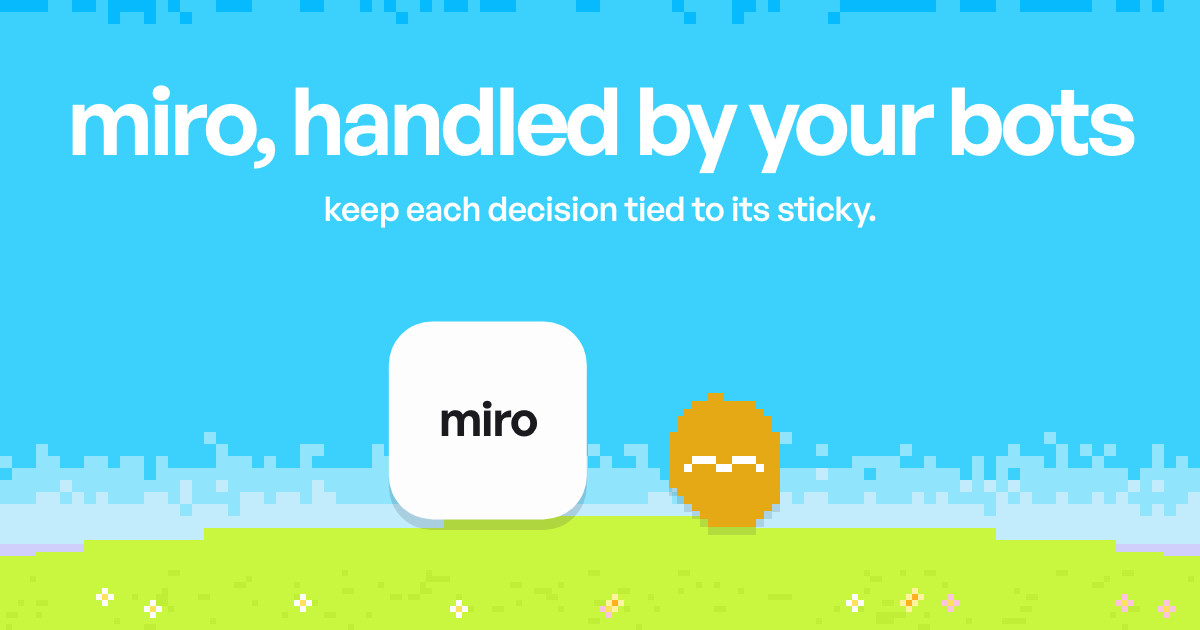 miro, handled by your bots
keep each decision tied to its sticky.
miro